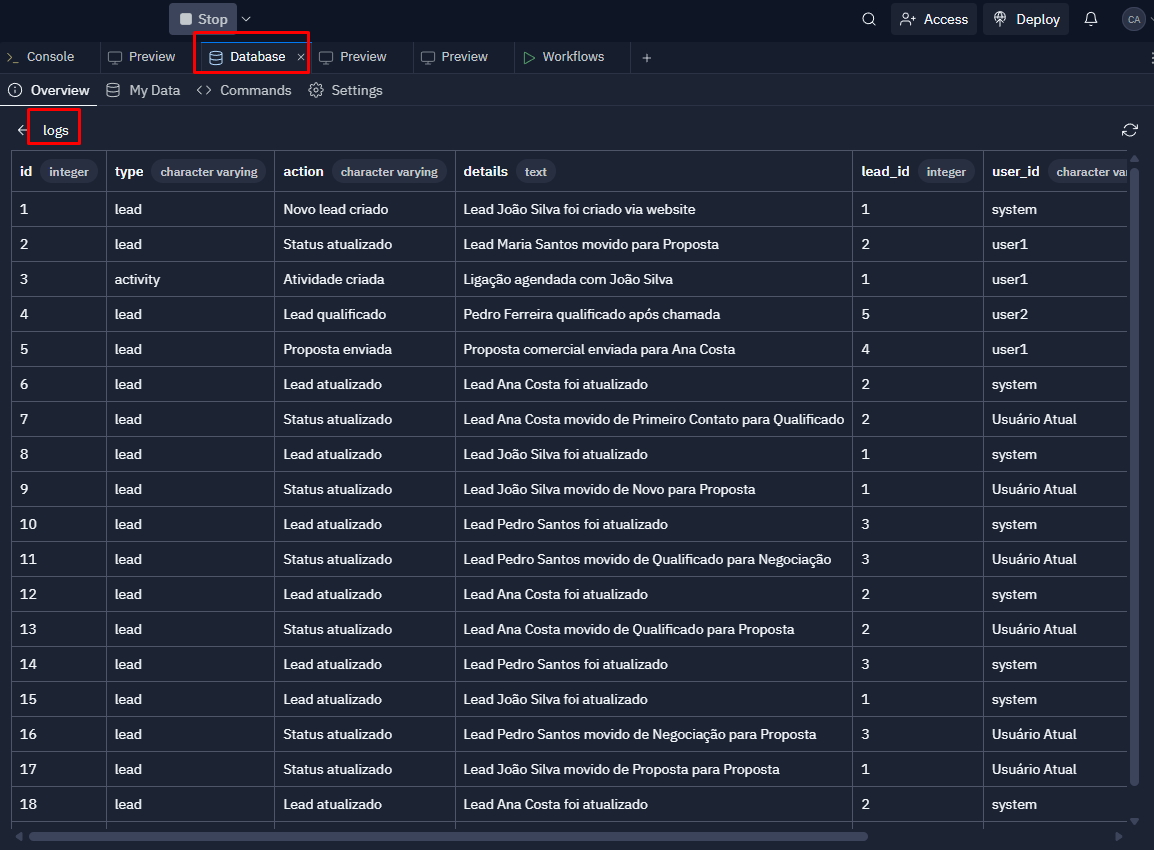 Stop Access Deploy CA
Console Preview Database × Preview Preview Workflows +
Overview My Data Commands Settings
logs
id integer type character varying action character varying details text lead_id integer user_id character va
1 lead Novo lead criado Lead João Silva foi criado via website 1 system
2 lead Status atualizado Lead Maria Santos movido para Proposta 2 user1
3 activity Atividade criada Ligação agendada com João Silva 1 user1
4 lead Lead qualificado Pedro Ferreira qualificado após chamada 5 user2
5 lead Proposta enviada Proposta comercial enviada para Ana Costa 4 user1
6 lead Lead atualizado Lead Ana Costa foi atualizado 2 system
7 lead Status atualizado Lead Ana Costa movido de Primeiro Contato para Qualificado 2 Usuário Atual
8 lead Lead atualizado Lead João Silva foi atualizado 1 system
9 lead Status atualizado Lead João Silva movido de Novo para Proposta 1 Usuário Atual
10 lead Lead atualizado Lead Pedro Santos foi atualizado 3 system
11 lead Status atualizado Lead Pedro Santos movido de Qualificado para Negociação 3 Usuário Atual
12 lead Lead atualizado Lead Ana Costa foi atualizado 2 system
13 lead Status atualizado Lead Ana Costa movido de Qualificado para Proposta 2 Usuário Atual
14 lead Lead atualizado Lead Pedro Santos foi atualizado 3 system
15 lead Lead atualizado Lead João Silva foi atualizado 1 system
16 lead Status atualizado Lead Pedro Santos movido de Negociação para Proposta 3 Usuário Atual
17 lead Status atualizado Lead João Silva movido de Proposta para Proposta 1 Usuário Atual
18 lead Lead atualizado Lead Ana Costa foi atualizado 2 system